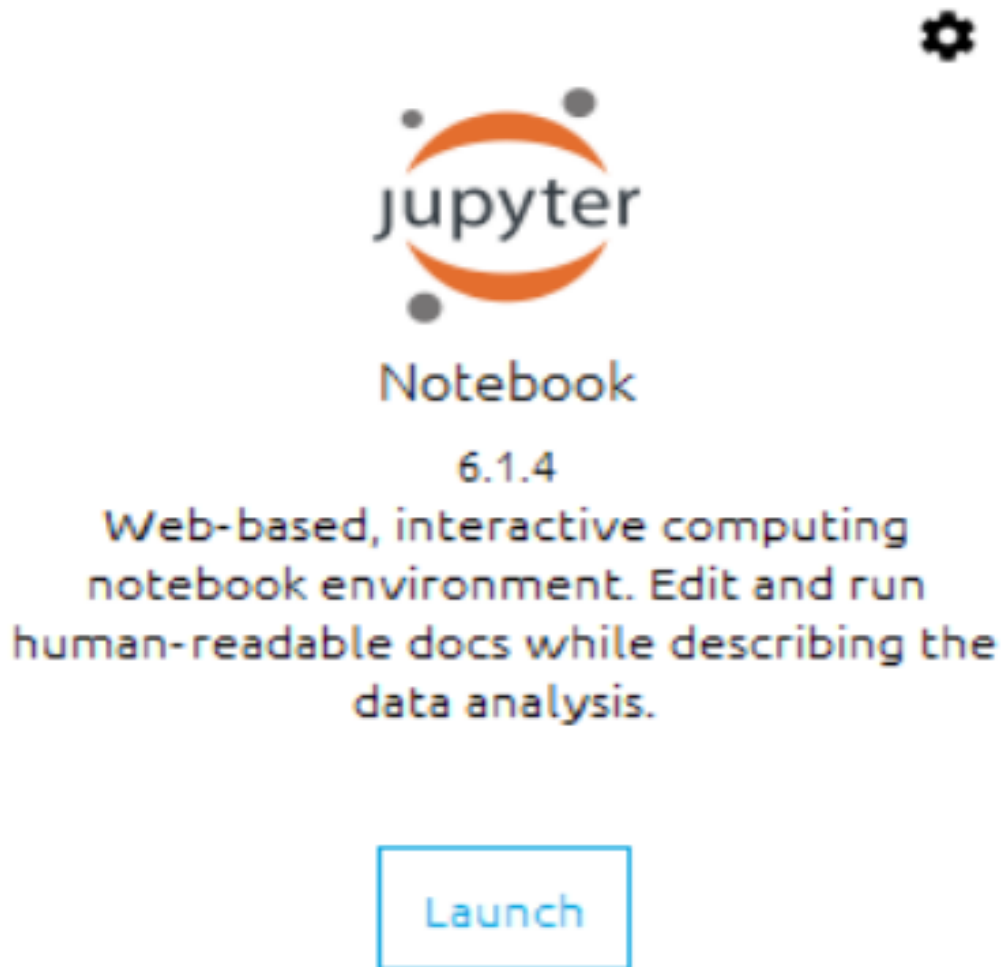 jupyter
Notebook
6.1.4
Web-based, interactive computing
notebook environment. Edit and run
human-readable docs while describing the
data analysis.
Launch